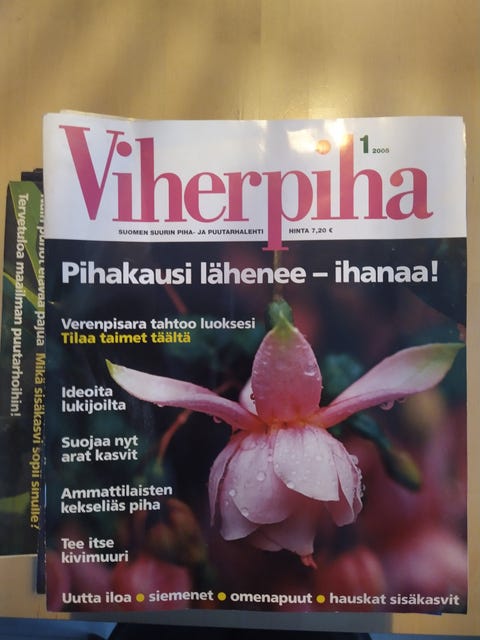 Viherpiha
1 2005
SUOMEN SUURIN PIHA- JA PUUTARHALEHTI
HINTA 7,20 €
Pihakausi lähenee – ihanaa!
Verenpisara tahtoo luoksesi
Tilaa taimet täältä
Ideoita
lukijoilta
Suojaa nyt
arat kasvit
Ammattilaisten
kekseliäs piha
Tee itse
kivimuuri
Uutta iloa ● siemenet ● omenapuut ● hauskat sisäkasvit
pajua Mikä sisäkasvi sopii sinulle?
Tervetuloa maailman puutarhoihin!